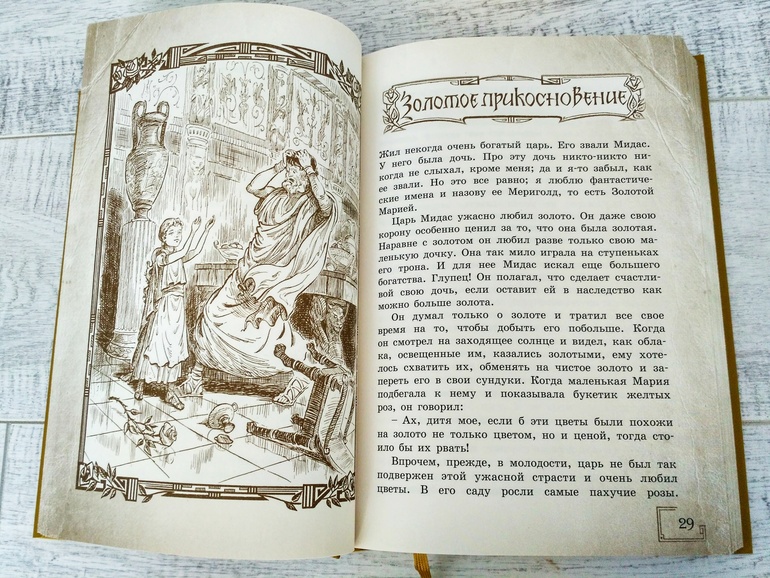 Золотое прикосновение
Жил некогда очень богатый царь. Его звали Мидас.
У него была дочь. Про эту дочь никто-никто ни-
когда не слыхал, кроме меня; да и я-то забыл, как
ее звали. Но это все равно; я люблю фантастиче-
ские имена и назову ее Мериголд, то есть Золотой
Марией.
Царь Мидас ужасно любил золото. Он даже свою
корону особенно ценил за то, что она была золотая.
Наравне с золотом он любил разве только свою ма-
ленькую дочку. Она так мило играла на ступеньках
его трона. И для нее Мидас искал еще большего
богатства. Глупец! Он полагал, что сделает счастли-
вой свою дочь, если оставит ей в наследство как
можно больше золота.
Он думал только о золоте и тратил все свое
время на то, чтобы добыть его побольше. Когда
он смотрел на заходящее солнце и видел, как обла-
ка, освещенные им, казались золотыми, ему хоте-
лось схватить их, обменять на чистое золото и за-
переть его в свои сундуки. Когда маленькая Мария
подбегала к нему и показывала букетик желтых
роз, он говорил:
– Ах, дитя мое, если б эти цветы были похожи
на золото не только цветом, но и ценой, тогда сто-
ило бы их рвать!
Впрочем, прежде, в молодости, царь не был так
подвержен этой ужасной страсти и очень любил
цветы. В его саду росли самые пахучие розы.
29